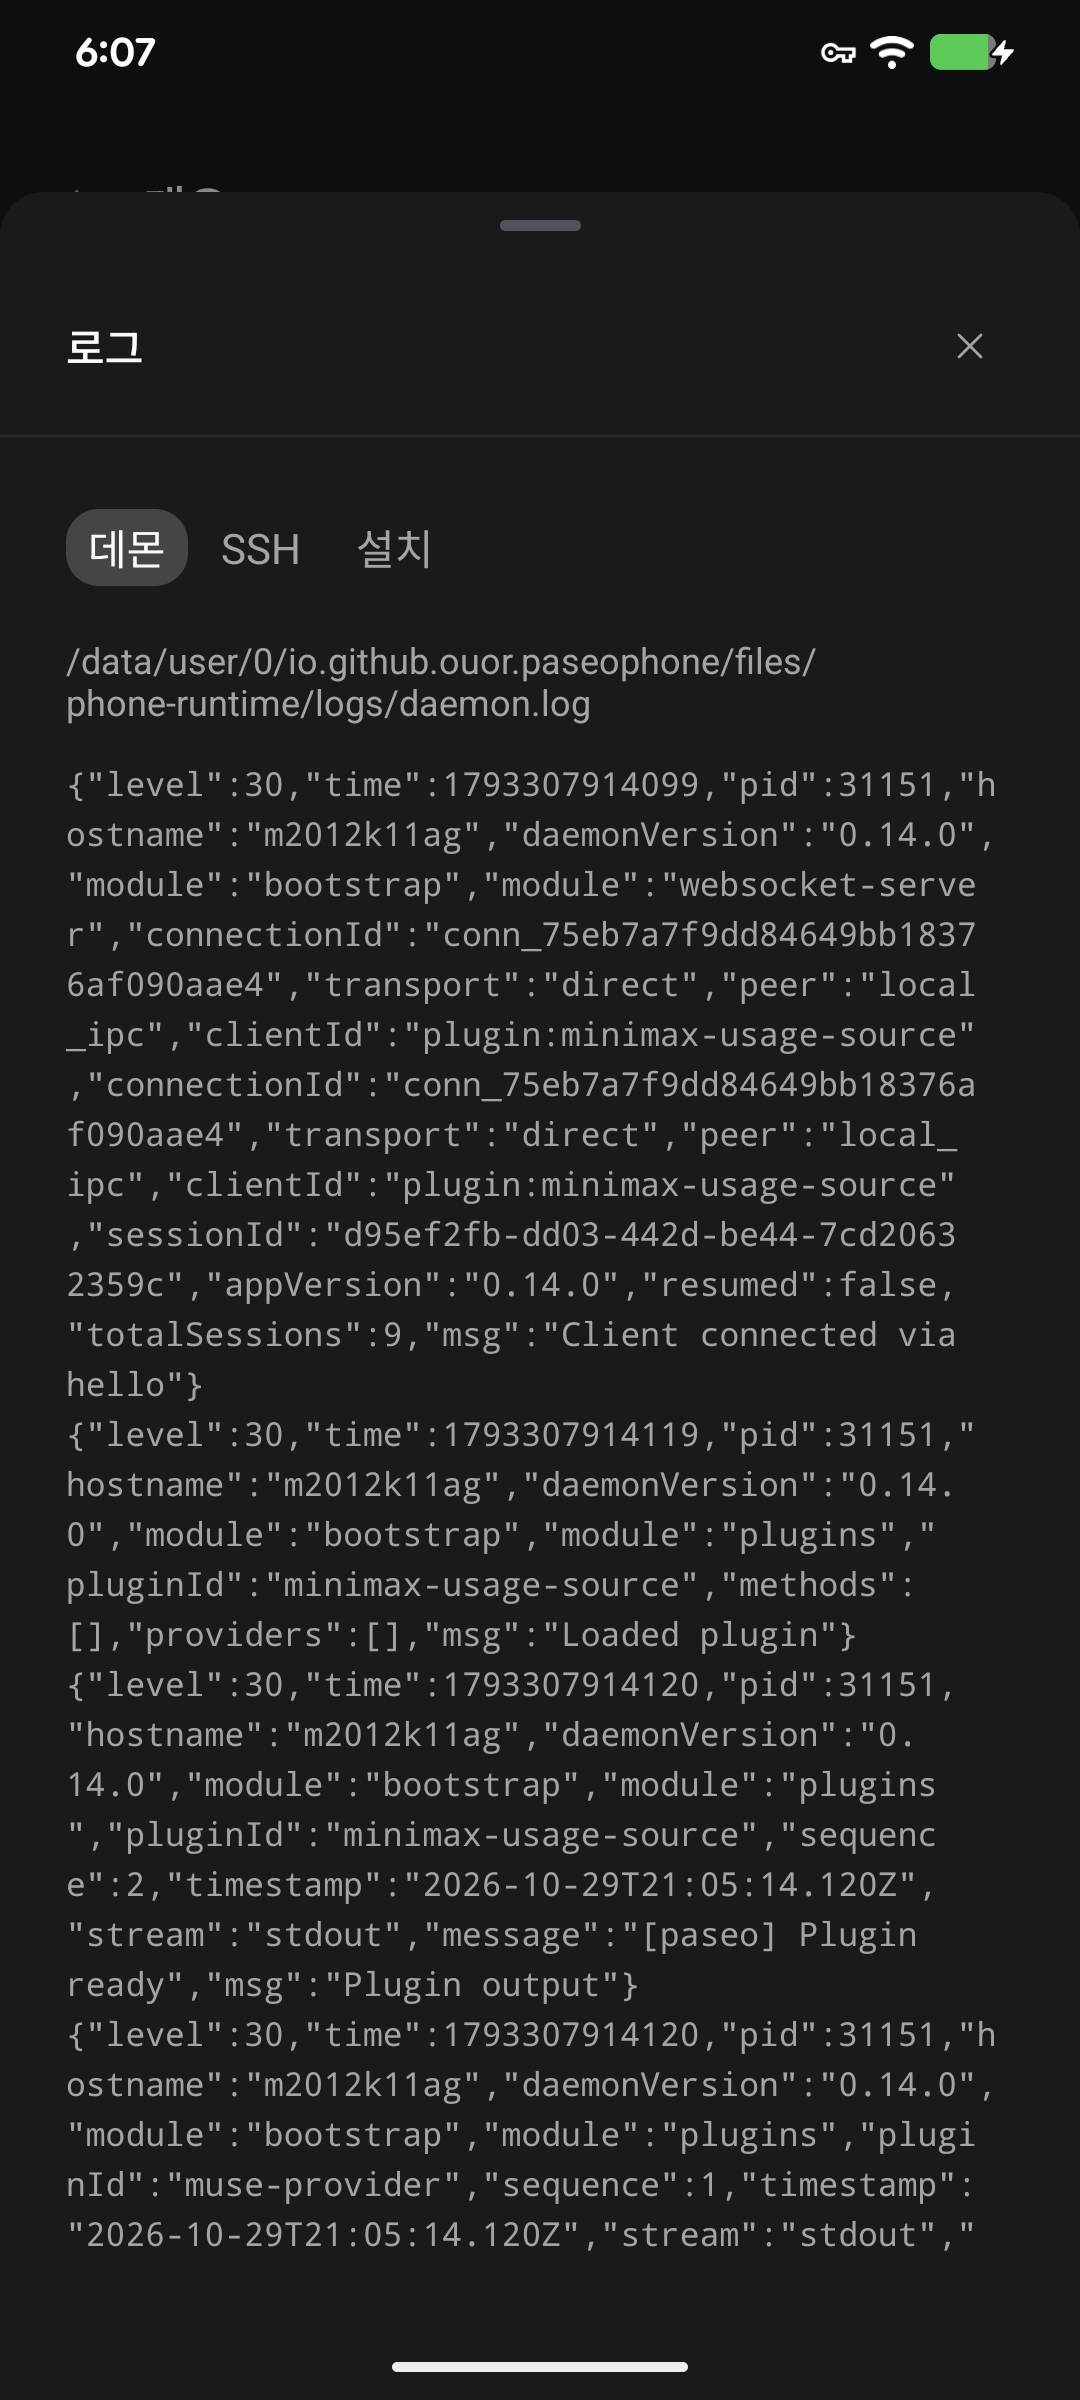 6:07
로그
데몬 SSH 설치
/data/user/0/io.github.ouor.paseophone/files/
phone-runtime/logs/daemon.log
{"level":30,"time":1793307914099,"pid":31151,"h
ostname":"m2012k11ag","daemonVersion":"0.14.0",
"module":"bootstrap","module":"websocket-serve
r","connectionId":"conn_75eb7a7f9dd84649bb1837
6af090aae4","transport":"direct","peer":"local
_ipc","clientId":"plugin:minimax-usage-source"
,"connectionId":"conn_75eb7a7f9dd84649bb18376a
f090aae4","transport":"direct","peer":"local_
ipc","clientId":"plugin:minimax-usage-source"
,"sessionId":"d95ef2fb-dd03-442d-be44-7cd2063
2359c","appVersion":"0.14.0","resumed":false,
"totalSessions":9,"msg":"Client connected via
hello"}
{"level":30,"time":1793307914119,"pid":31151,"
hostname":"m2012k11ag","daemonVersion":"0.14.
0","module":"bootstrap","module":"plugins","
pluginId":"minimax-usage-source","methods":
[],"providers":[],"msg":"Loaded plugin"}
{"level":30,"time":1793307914120,"pid":31151,
"hostname":"m2012k11ag","daemonVersion":"0.
14.0","module":"bootstrap","module":"plugins
","pluginId":"minimax-usage-source","sequenc
e":2,"timestamp":"2026-10-29T21:05:14.120Z",
"stream":"stdout","message":"[paseo] Plugin
ready","msg":"Plugin output"}
{"level":30,"time":1793307914120,"pid":31151,"h
ostname":"m2012k11ag","daemonVersion":"0.14.0",
"module":"bootstrap","module":"plugins","plugi
nId":"muse-provider","sequence":1,"timestamp":
"2026-10-29T21:05:14.120Z","stream":"stdout","